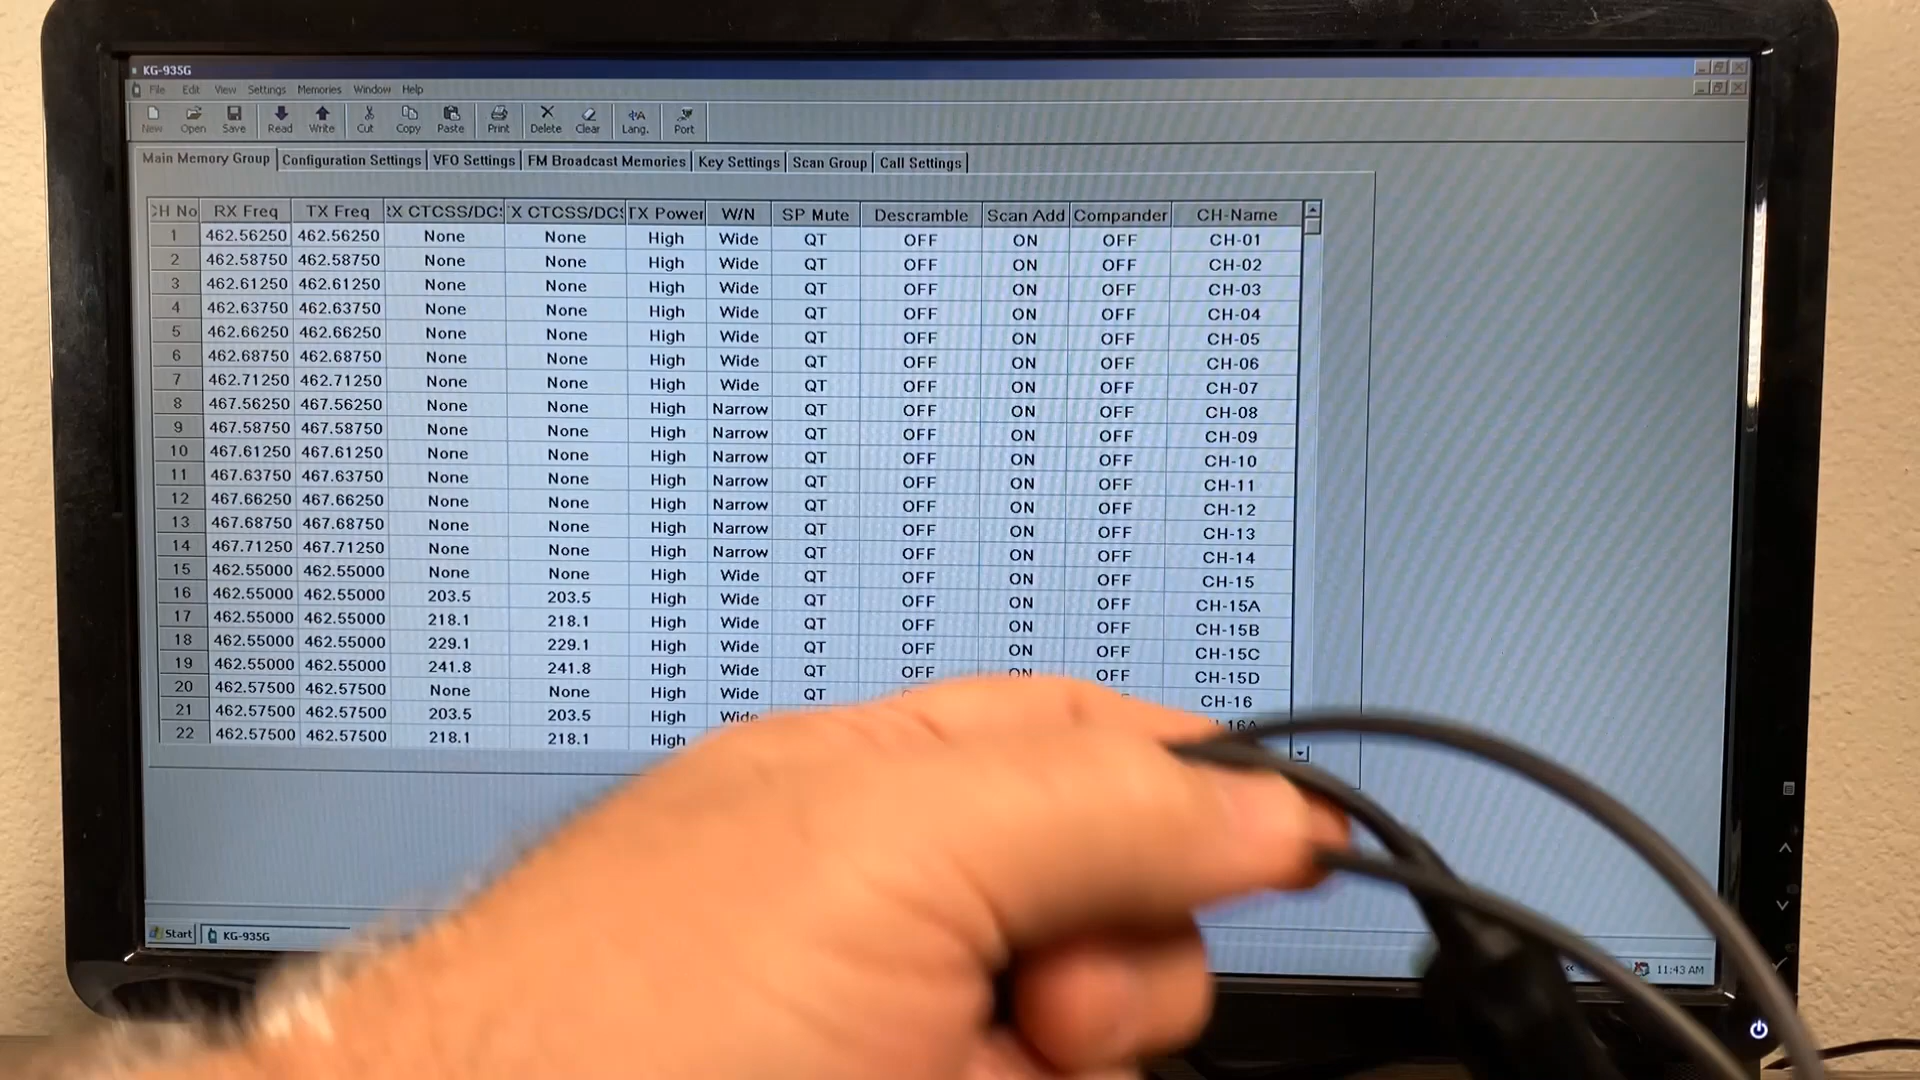 KG-935G
File Edit View Settings Memories Window Help
New Open Save Read Write Cut Copy Paste Print Delete Clear Lang. Port
Main Memory Group Configuration Settings VFO Settings FM Broadcast Memories Key Settings Scan Group Call Settings
CH No RX Freq TX Freq X CTCSS/DCS X CTCSS/DCS TX Power W/N SP Mute Descramble Scan Add Compander CH-Name
1 462.56250 462.56250 None None High Wide QT OFF ON OFF CH-01
2 462.58750 462.58750 None None High Wide QT OFF ON OFF CH-02
3 462.61250 462.61250 None None High Wide QT OFF ON OFF CH-03
4 462.63750 462.63750 None None High Wide QT OFF ON OFF CH-04
5 462.66250 462.66250 None None High Wide QT OFF ON OFF CH-05
6 462.68750 462.68750 None None High Wide QT OFF ON OFF CH-06
7 462.71250 462.71250 None None High Wide QT OFF ON OFF CH-07
8 467.56250 467.56250 None None High Narrow QT OFF ON OFF CH-08
9 467.58750 467.58750 None None High Narrow QT OFF ON OFF CH-09
10 467.61250 467.61250 None None High Narrow QT OFF ON OFF CH-10
11 467.63750 467.63750 None None High Narrow QT OFF ON OFF CH-11
12 467.66250 467.66250 None None High Narrow QT OFF ON OFF CH-12
13 467.68750 467.68750 None None High Narrow QT OFF ON OFF CH-13
14 467.71250 467.71250 None None High Narrow QT OFF ON OFF CH-14
15 462.55000 462.55000 None None High Wide QT OFF ON OFF CH-15
16 462.55000 462.55000 203.5 203.5 High Wide QT OFF ON OFF CH-15A
17 462.55000 462.55000 218.1 218.1 High Wide QT OFF ON OFF CH-15B
18 462.55000 462.55000 229.1 229.1 High Wide QT OFF ON OFF CH-15C
19 462.55000 462.55000 241.8 241.8 High Wide QT OFF ON OFF CH-15D
20 462.57500 462.57500 None None High Wide QT CH-16
21 462.57500 462.57500 203.5 203.5 High Wide
22 462.57500 462.57500 218.1 218.1 High
Start KG-935G 11:43 AM